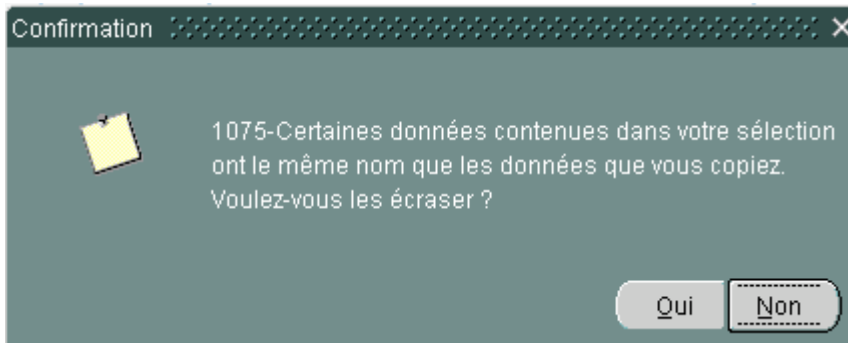 Confirmation
1075-Certaines données contenues dans votre sélection
ont le même nom que les données que vous copiez.
Voulez-vous les écraser ?
Oui Non